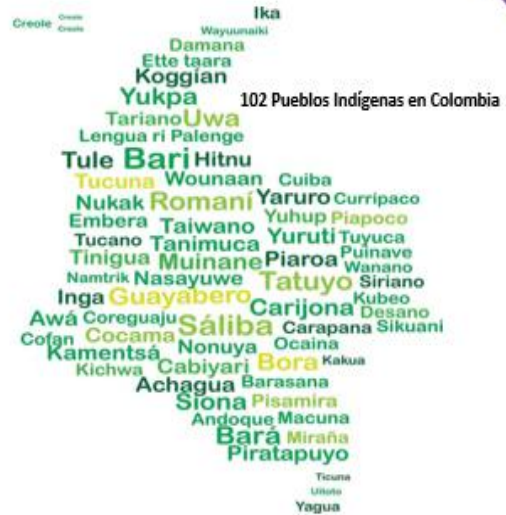 Ika
Creole Creole
Creole
Wayuunaiki
Damana
Ette taara
Koggian
Yukpa
102 Pueblos Indígenas en Colombia
Tariano Uwa
Lengua ri Palenge
Tule Bari Hitnu
Tucuna Wounaan Cuiba
Nukak Romaní Yaruro Curripaco
Embera Taiwano Yuhup Piapoco
Tucano Tanimuca Yuruti Tuyuca
Tinigua Muinane Piaroa Puinave
Wanano
Namtrik Nasayuwe Tatuyo Siriano
Inga Guayabero Carijona Kubeo
Desano
Awá Coreguaju Sáliba Carapana Sikuani
Cofan Cocama Nonuya Ocaina
Kamentsá
Kichwa Cabiyari Bora Kakua
Achagua Barasana
Siona Pisamira
Andoque Macuna
Bará Miraña
Piratapuyo
Ticuna
Uitoto
Yagua